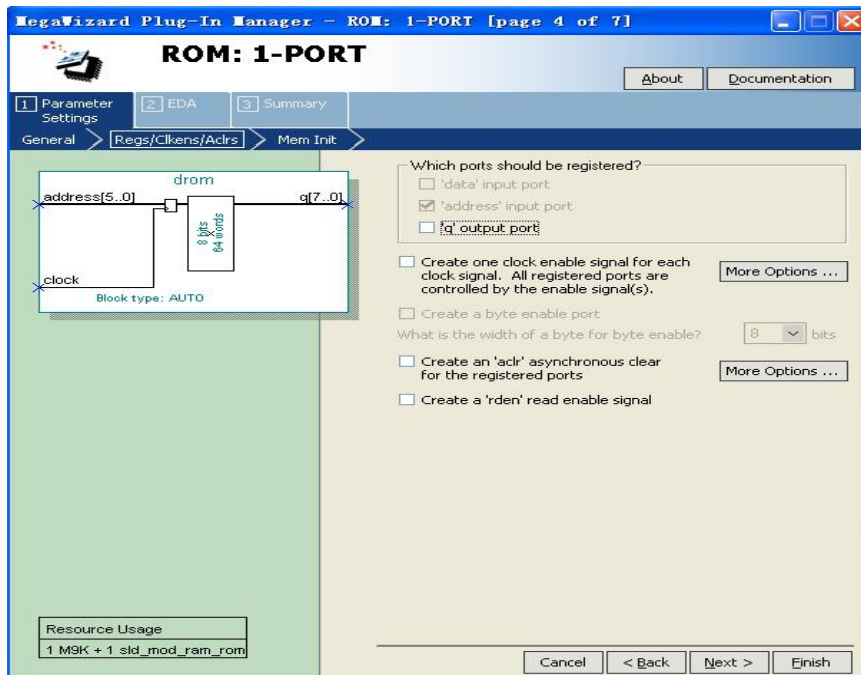 MegaWizard Plug-In Manager - ROM: 1-PORT [page 4 of 7]
ROM: 1-PORT
About
Documentation
1 Parameter Settings
2 EDA
3 Summary
General
Regs/Clkens/Aclrs
Mem Init
drom
address[5..0]
q[7..0]
8 bits
64 words
clock
Block type: AUTO
Which ports should be registered?
'data' input port
'address' input port
'q' output port
Create one clock enable signal for each
clock signal. All registered ports are
controlled by the enable signal(s).
More Options ...
Create a byte enable port
What is the width of a byte for byte enable?
8
bits
Create an 'aclr' asynchronous clear
for the registered ports
More Options ...
Create a 'rden' read enable signal
Resource Usage
1 M9K + 1 sld_mod_ram_rom
Cancel
< Back
Next >
Finish